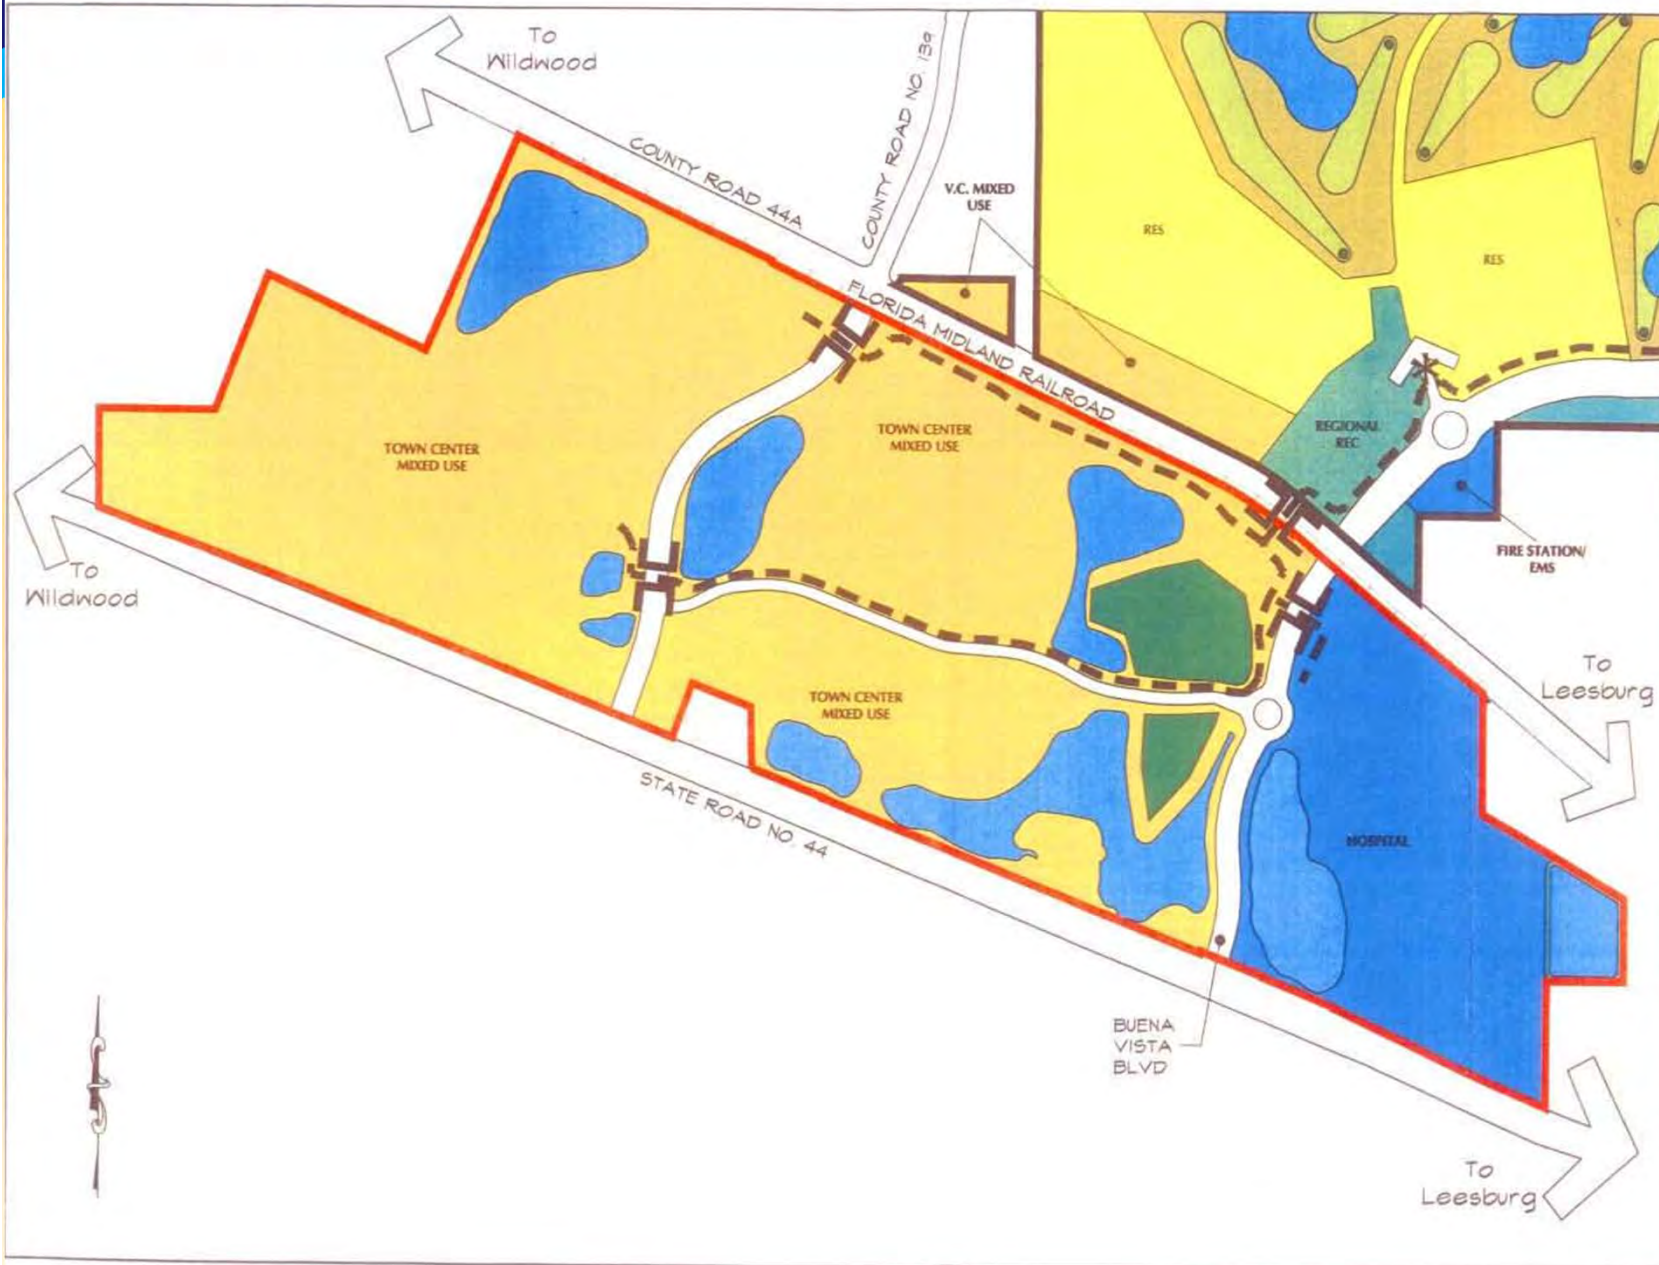 To
Wildwood
COUNTY ROAD NO. 139
COUNTY ROAD 44A
V.C. MIXED
USE
RES
RES
FLORIDA MIDLAND RAILROAD
TOWN CENTER
MIXED USE
TOWN CENTER
MIXED USE
REGIONAL
REC
FIRE STATION/
EMS
To
Wildwood
To
Leesburg
TOWN CENTER
MIXED USE
STATE ROAD NO. 44
HOSPITAL
BUENA
VISTA
BLVD
To
Leesburg